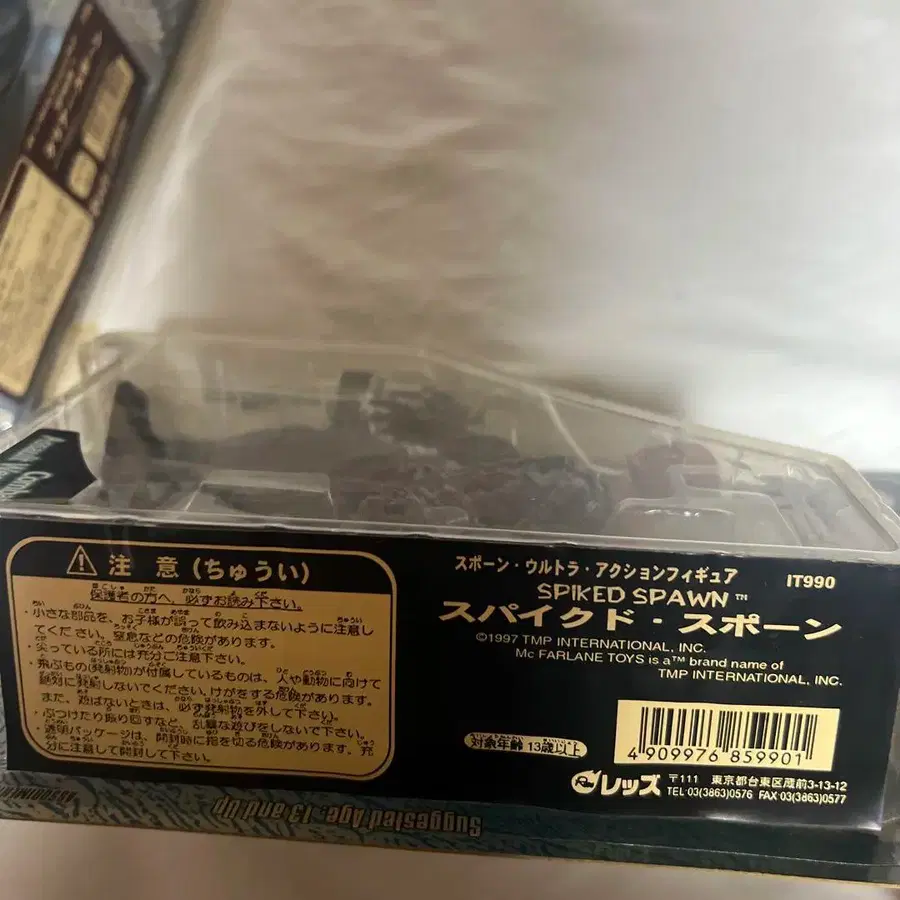 ⚠ 注 意 (ちゅうい)
保護者の方へ、必ずお読み下さい。
・小さな部品を、お子様が誤って飲み込まないように注意し
てください。窒息などの危険があります。
・尖っている所には充分ご注意下さい。
・飛ぶもの(発射物)が付属しているものは、人や動物に向けて
絶対に発射しないでください。けがをする危険があります。
また、遊ばないときは、必ず発射物を外して下さい。
・ぶつけたり振り回すなど、乱暴な遊びをしないで下さい。
・透明パッケージは、開封時に指を切る危険があります。充
分に注意して開封して下さい。
スポーン・ウルトラ・アクションフィギュア IT990
SPIKED SPAWN™
スパイクド・スポーン
©1997 TMP INTERNATIONAL, INC.
Mc FARLANE TOYS is a™ brand name of
TMP INTERNATIONAL, INC.
対象年齢 13歳以上
4 909976 859901
レッズ 〒111 東京都台東区蔵前3-13-12
TEL 03(3863)0576 FAX 03(3863)0577
Suggested Age: 13 and Up